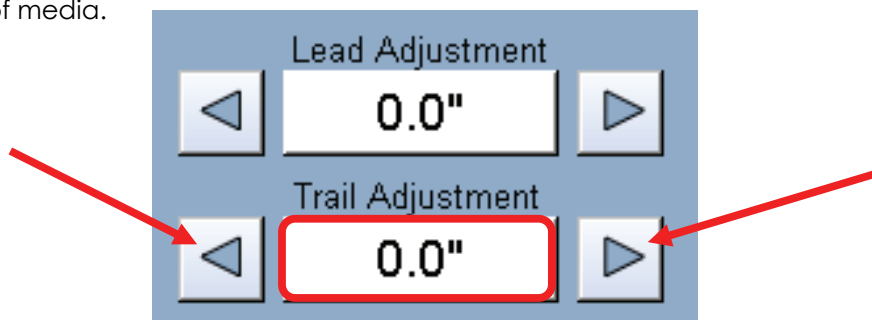 of media.
Lead Adjustment
0.0"
Trail Adjustment
0.0"